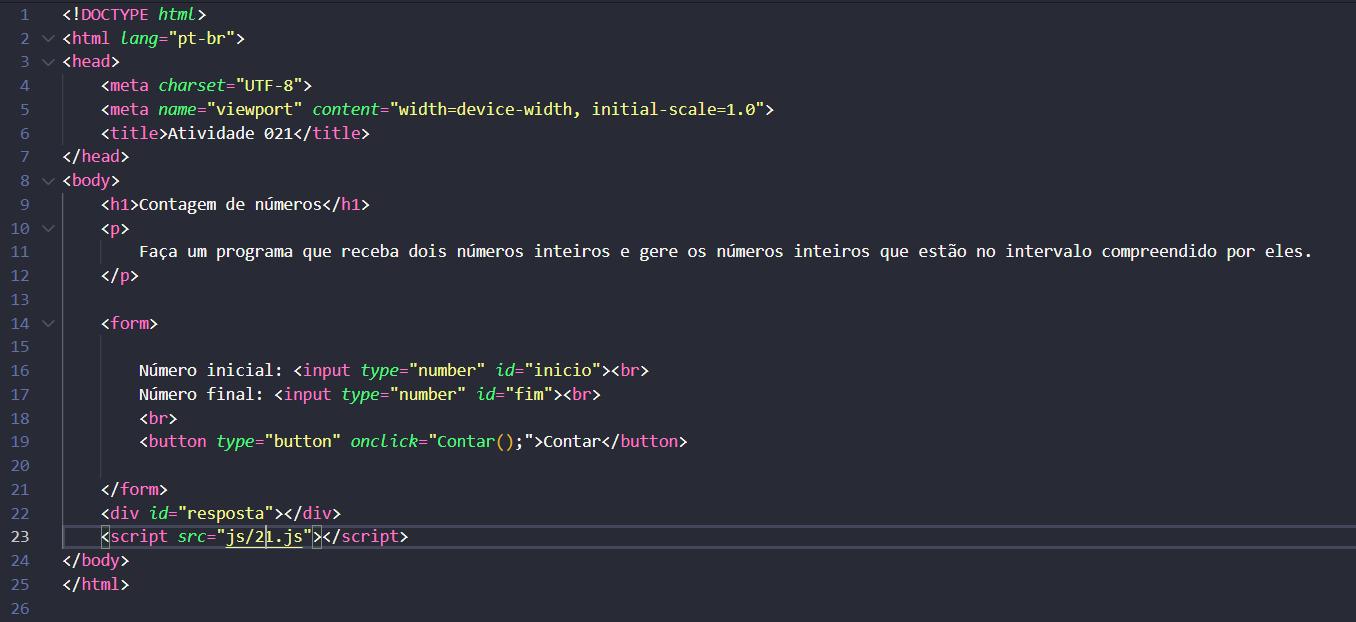 1 <!DOCTYPE html>
2 <html lang="pt-br">
3 <head>
4 <meta charset="UTF-8">
5 <meta name="viewport" content="width=device-width, initial-scale=1.0">
6 <title>Atividade 021</title>
7 </head>
8 <body>
9 <h1>Contagem de números</h1>
10 <p>
11 Faça um programa que receba dois números inteiros e gere os números inteiros que estão no intervalo compreendido por eles.
12 </p>
13
14 <form>
15
16 Número inicial: <input type="number" id="inicio"><br>
17 Número final: <input type="number" id="fim"><br>
18 <br>
19 <button type="button" onclick="Contar();">Contar</button>
20
21 </form>
22 <div id="resposta"></div>
23 <script src="js/21.js"></script>
24 </body>
25 </html>
26